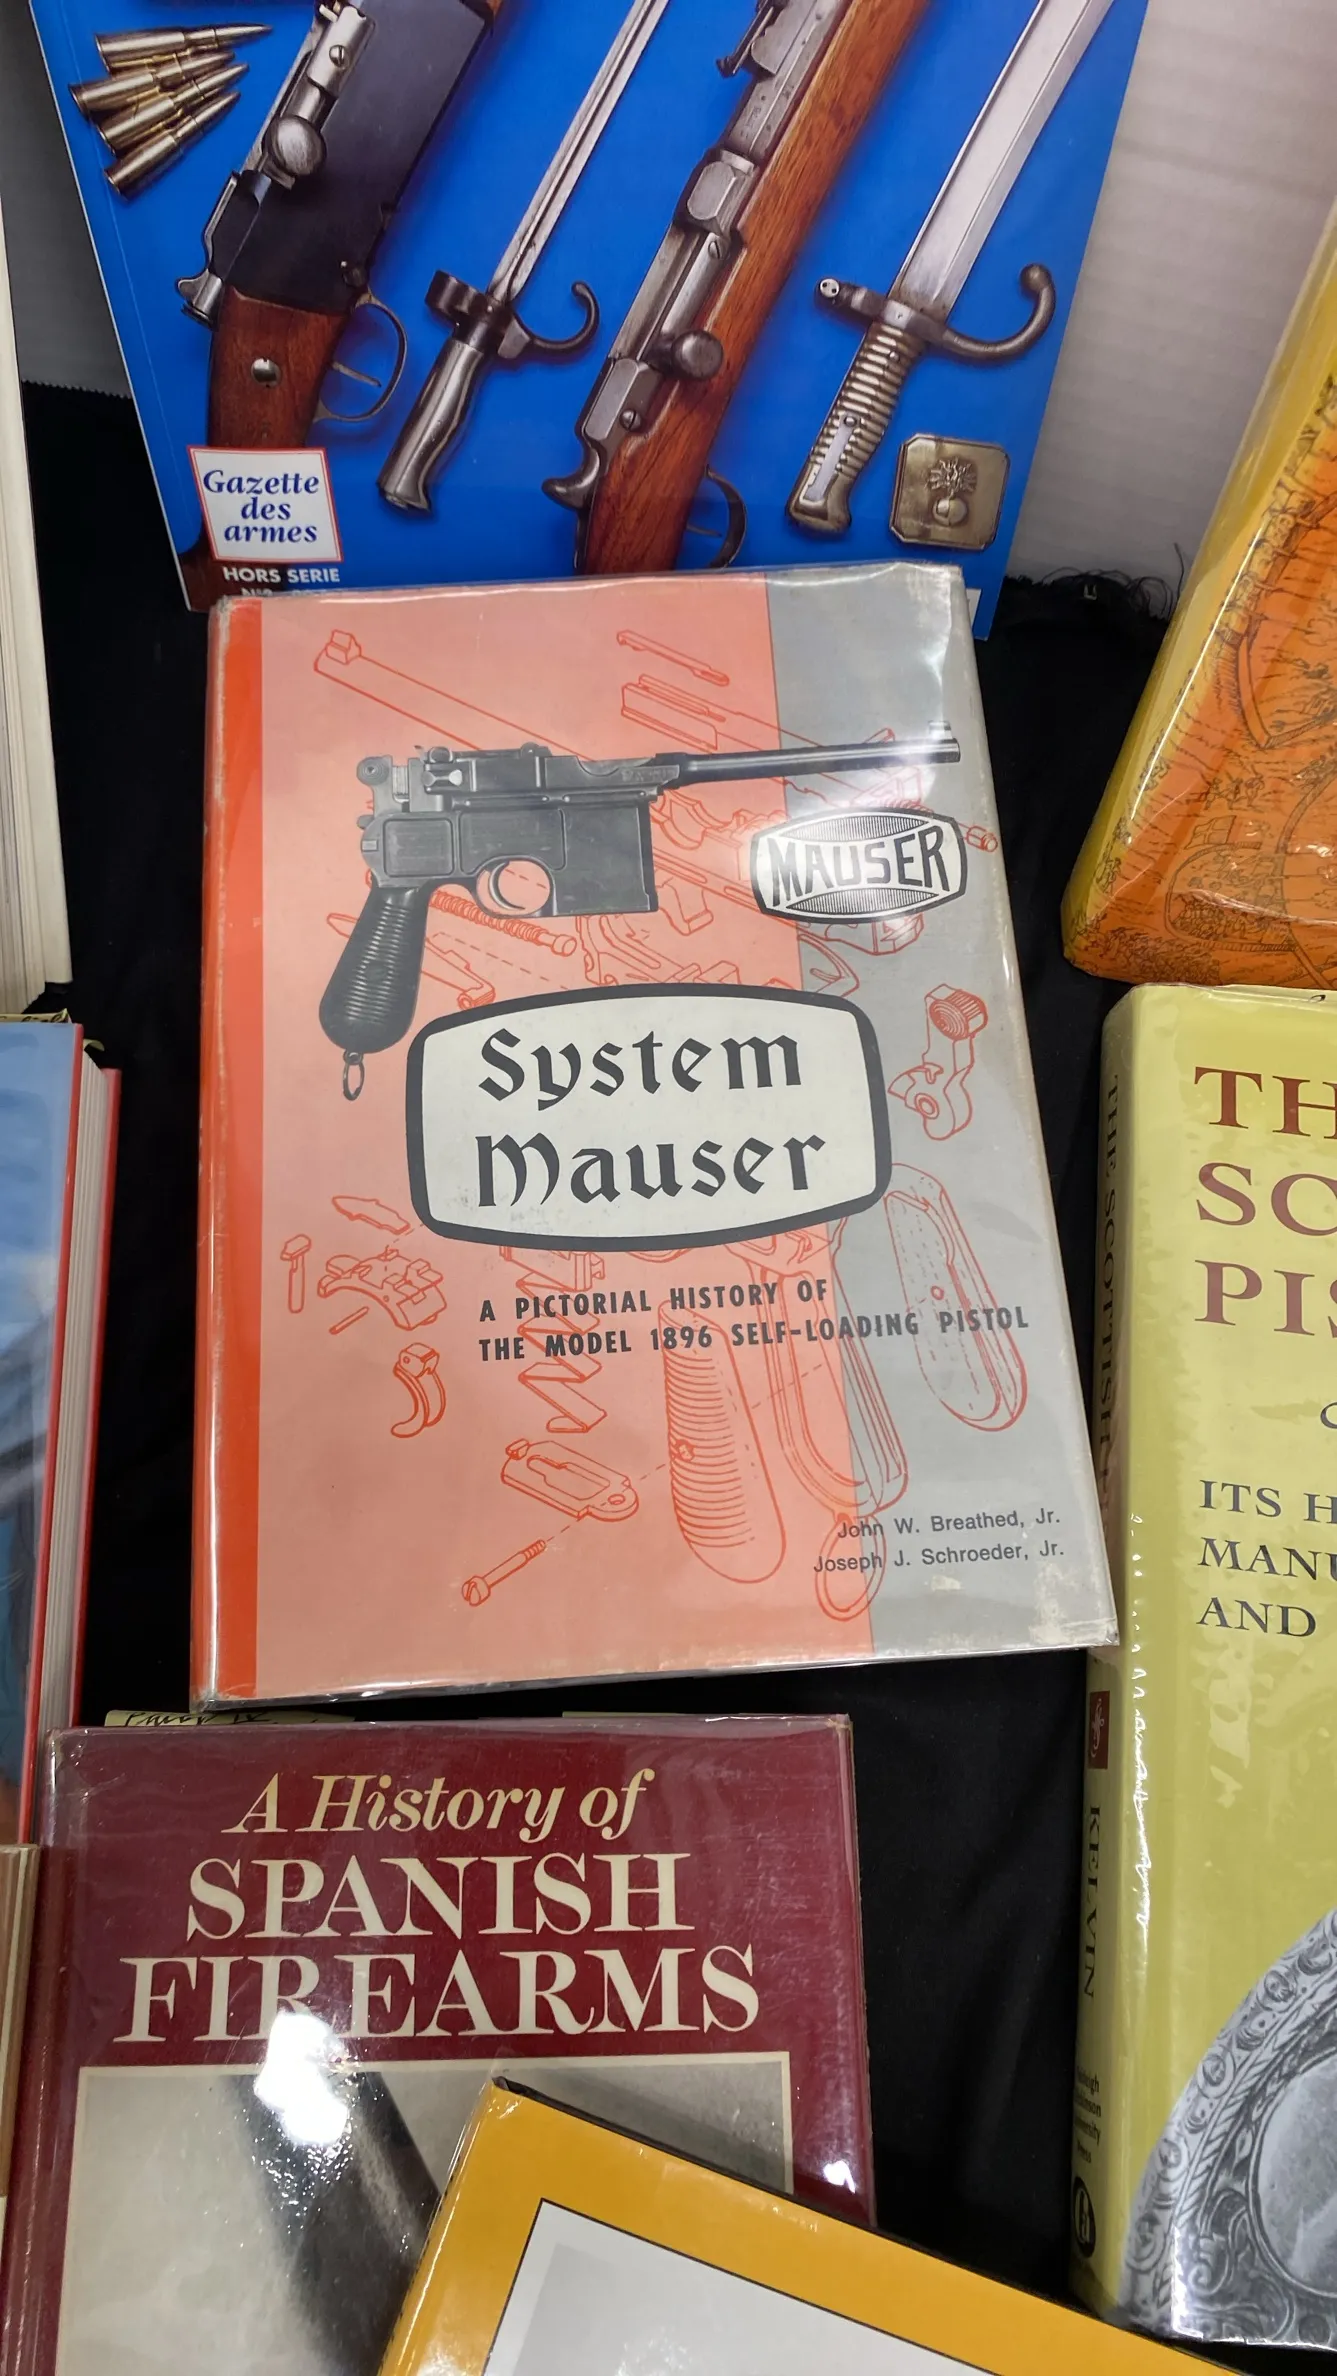 Gazette
des
armes
HORS SERIE
MAUSER
System
Mauser
A PICTORIAL HISTORY OF
THE MODEL 1896 SELF-LOADING PISTOL
John W. Breathed, Jr.
Joseph J. Schroeder, Jr.
A History of
SPANISH
FIREARMS
TH
SC
PIS
ITS H
MANU
AND
THE SCOTTISH
KELVIN